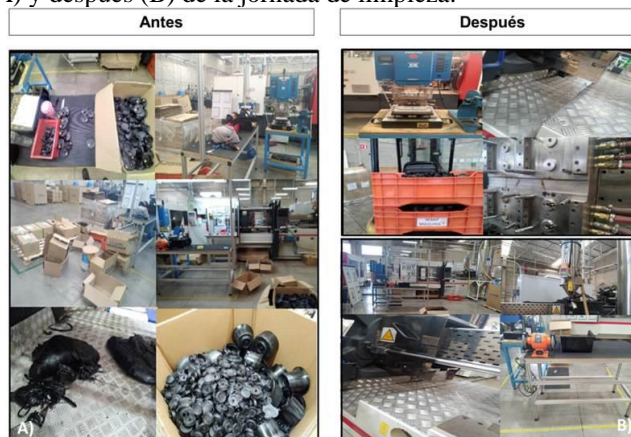 y después (B) de la jornada de limpieza.
Antes
Después
A)
B)